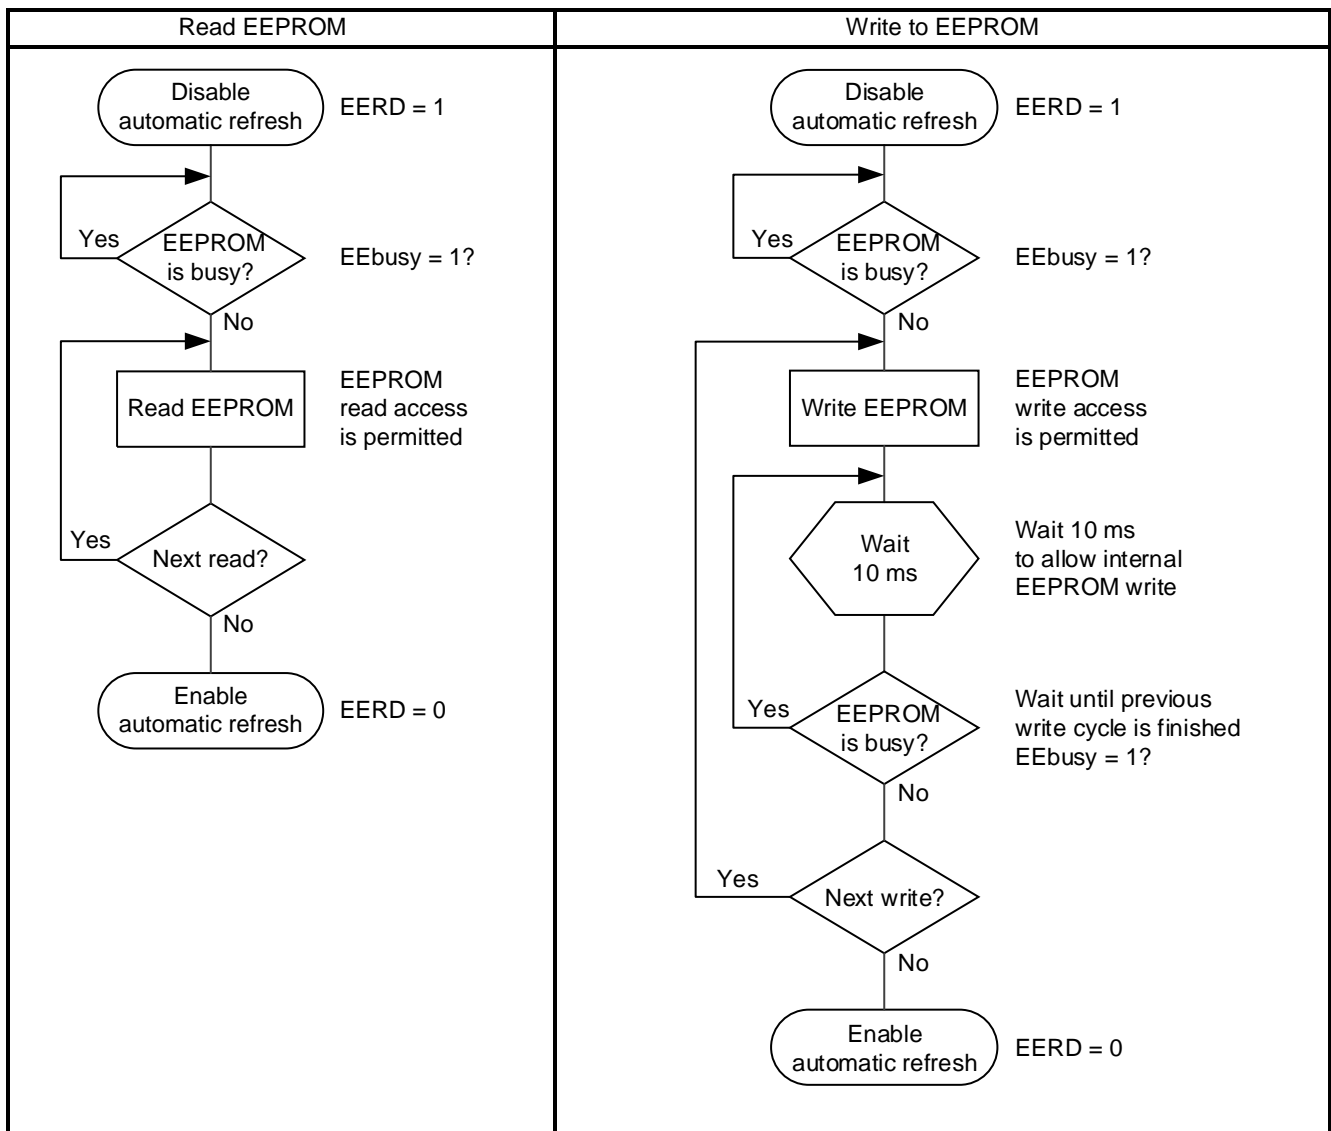 Read EEPROM
Disable
automatic refresh
EERD = 1
Yes
EEPROM
is busy?
EEbusy = 1?
No
Read EEPROM
EEPROM
read access
is permitted
Yes
Next read?
No
Enable
automatic refresh
EERD = 0
Write to EEPROM
Disable
automatic refresh
EERD = 1
Yes
EEPROM
is busy?
EEbusy = 1?
No
Write EEPROM
EEPROM
write access
is permitted
Wait
10 ms
Wait 10 ms
to allow internal
EEPROM write
Yes
EEPROM
is busy?
Wait until previous
write cycle is finished
EEbusy = 1?
No
Yes
Next write?
No
Enable
automatic refresh
EERD = 0